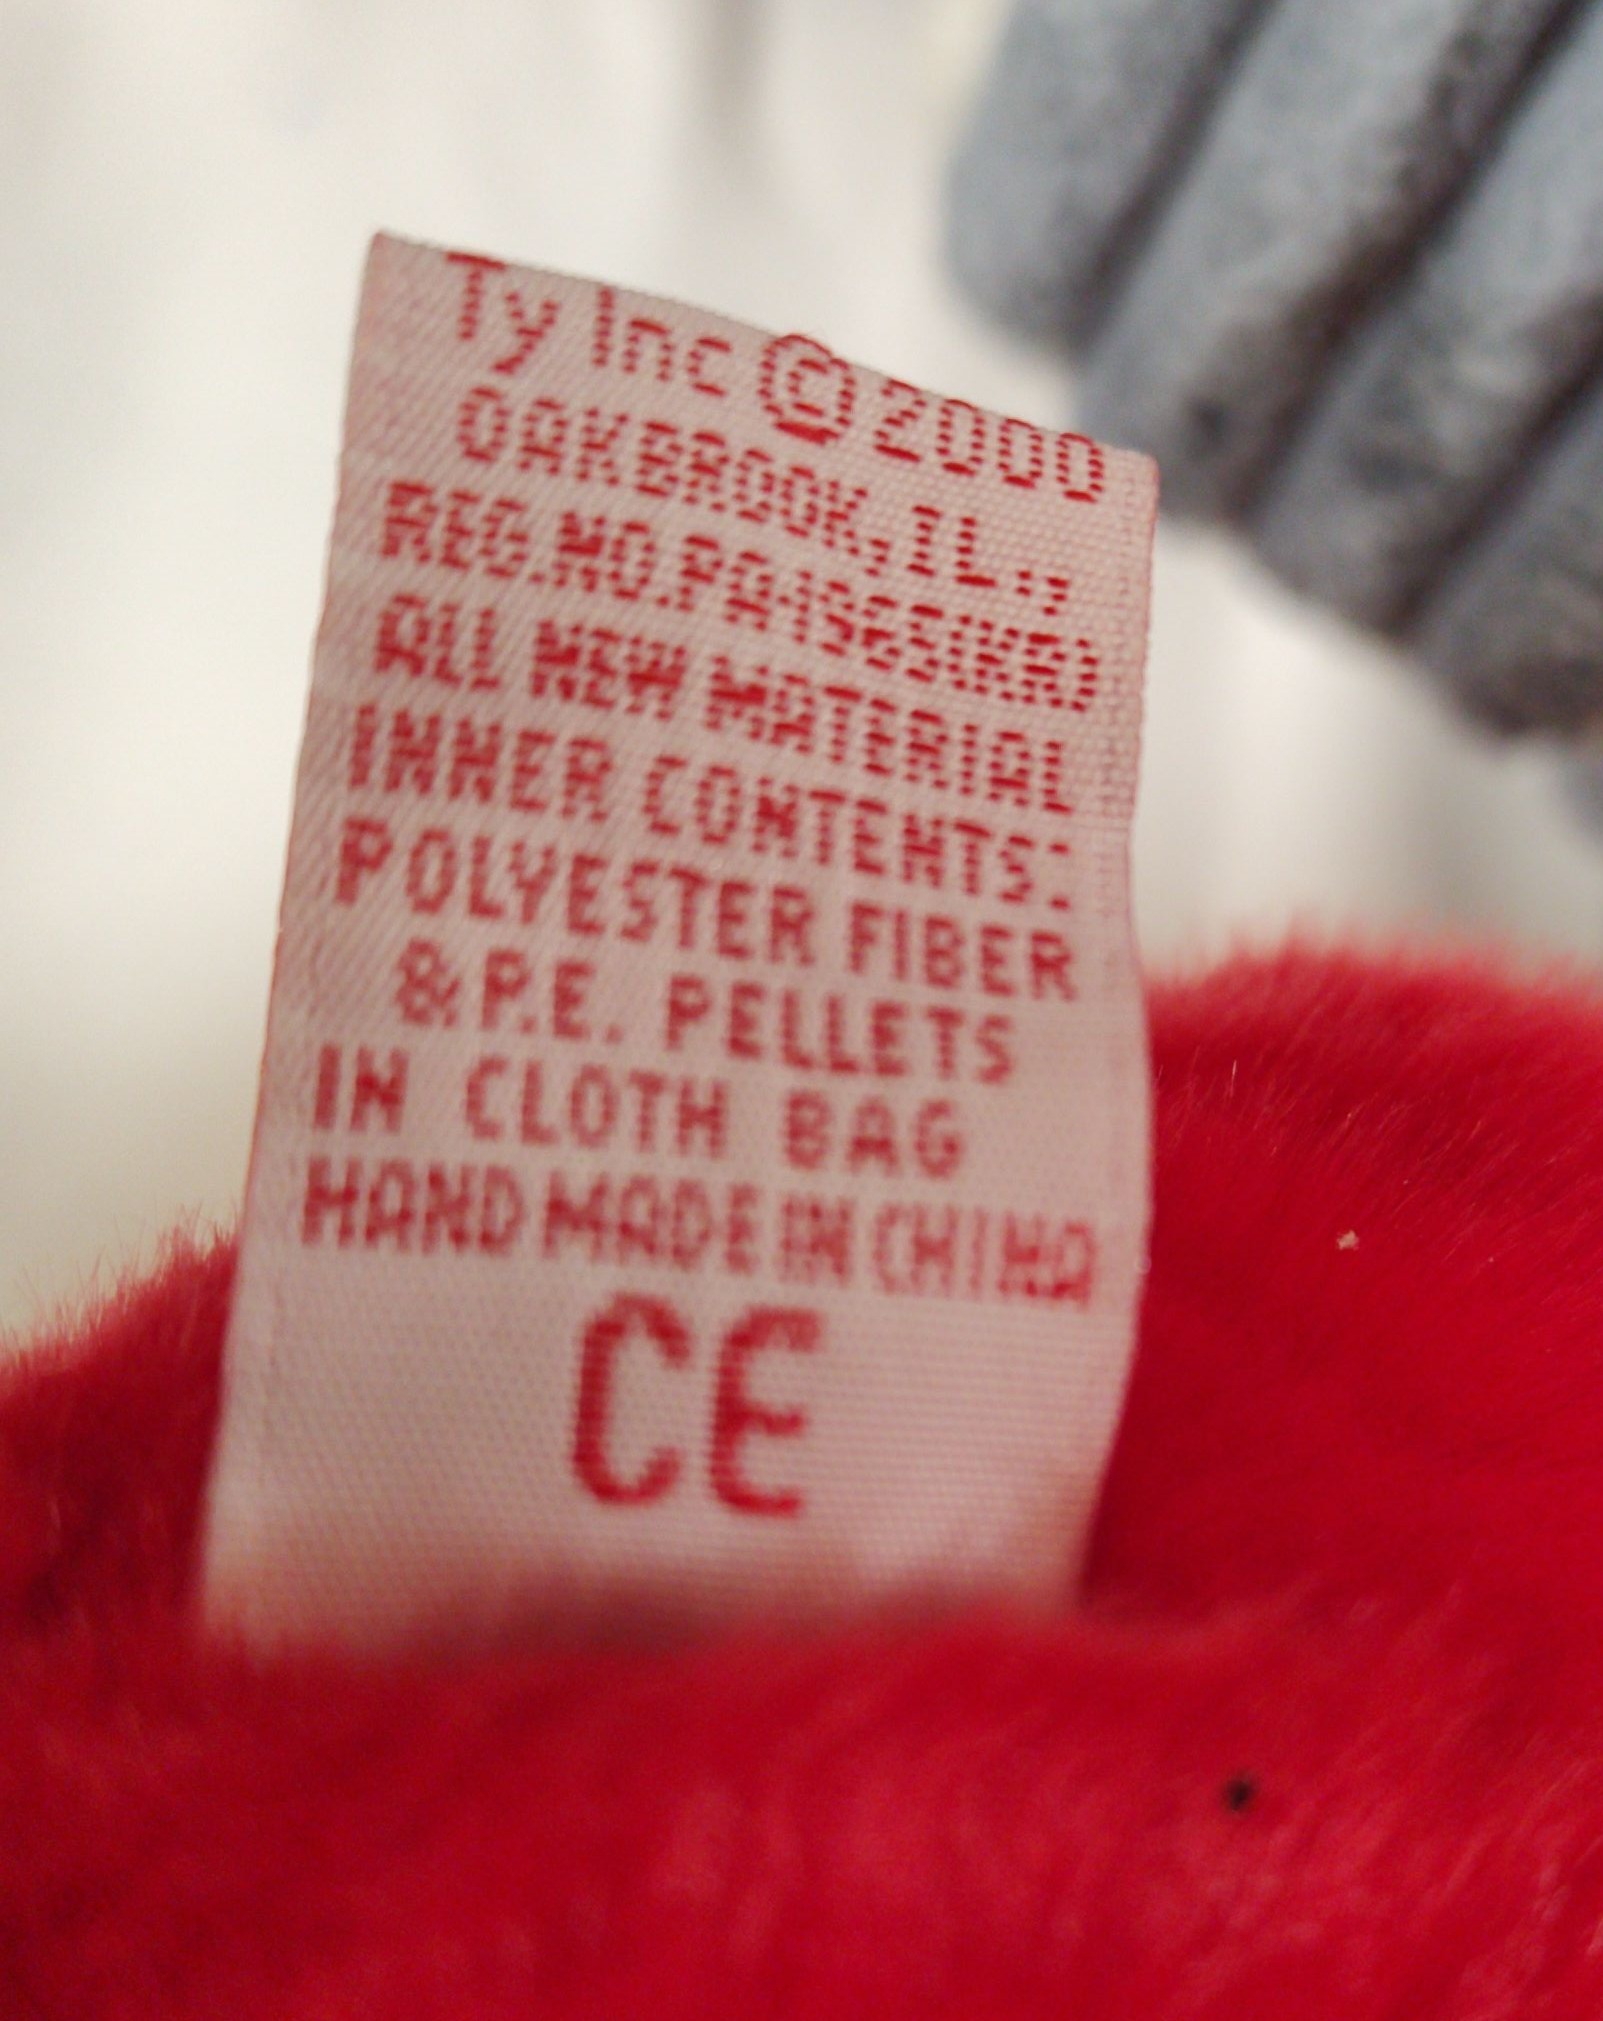 Ty Inc © 2000
OAKBROOK, IL.,
REG.NO.PA-1965(KR)
ALL NEW MATERIAL
INNER CONTENTS:
POLYESTER FIBER
& P.E. PELLETS
IN CLOTH BAG
HAND MADE IN CHINA
CE